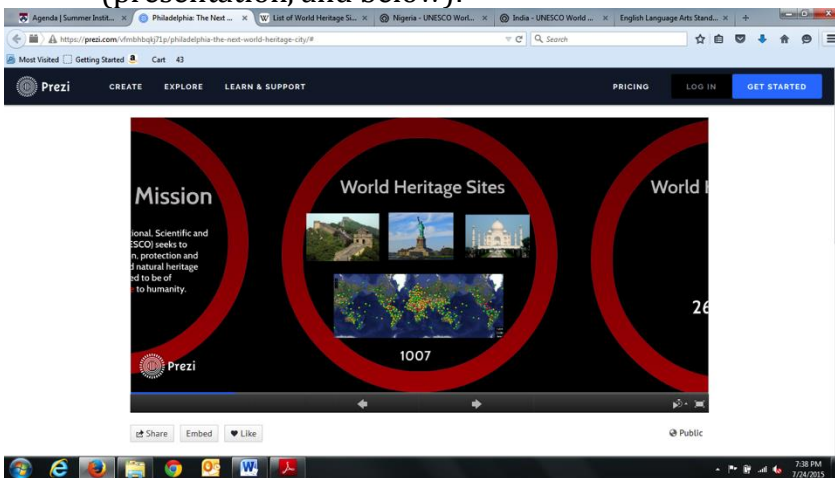 (presentation, and below).
Agenda | Summer Instit...
Philadelphia: The Next ...
List of World Heritage Si...
Nigeria - UNESCO Worl...
India - UNESCO World ...
English Language Arts Stand...
https://prezi.com/vfmbhbqkj71p/philadelphia-the-next-world-heritage-city/#
Search
Most Visited Getting Started Cart 43
Prezi CREATE EXPLORE LEARN & SUPPORT PRICING LOG IN GET STARTED
Mission
ional, Scientific and
ESCO) seeks to
n, protection and
d natural heritage
ed to be of
to humanity.
World Heritage Sites
1007
World H
26
Prezi
Share Embed Like Public
7:38 PM
7/24/2015